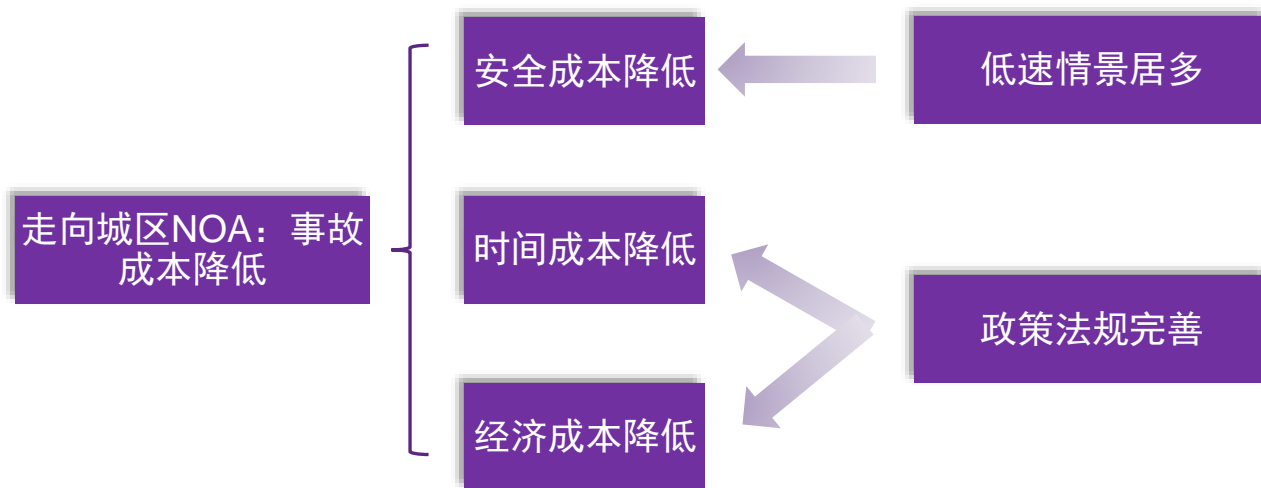 安全成本降低
低速情景居多
走向城区NOA：事故
成本降低
时间成本降低
政策法规完善
经济成本降低